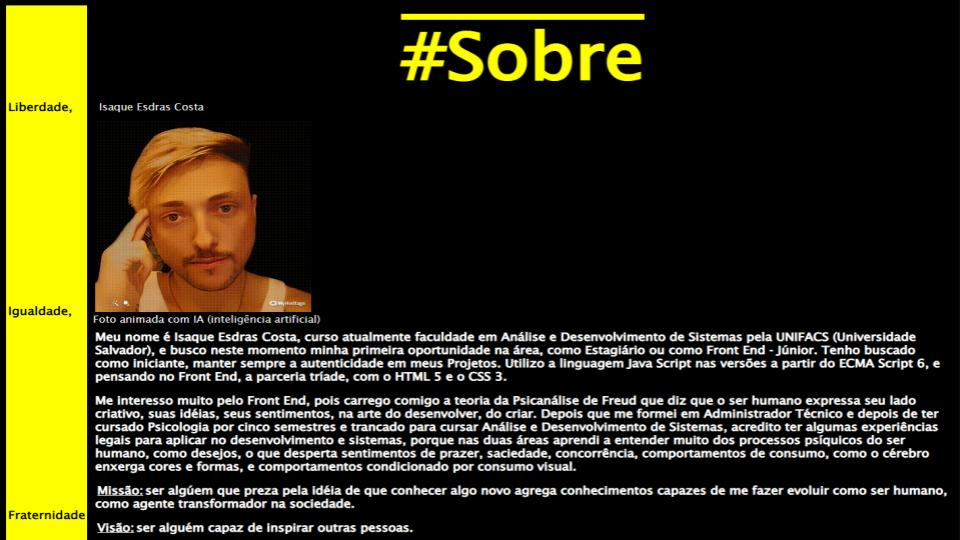 #Sobre
Liberdade,
Isaque Esdras Costa
MyHeritage
Igualdade,
Foto animada com IA (inteligência artificial)
Meu nome é Isaque Esdras Costa, curso atualmente faculdade em Análise e Desenvolvimento de Sistemas pela UNIFACS (Universidade
Salvador), e busco neste momento minha primeira oportunidade na área, como Estagiário ou como Front End - Júnior. Tenho buscado
como iniciante, manter sempre a autenticidade em meus Projetos. Utilizo a linguagem Java Script nas versões a partir do ECMA Script 6, e
pensando no Front End, a parceria tríade, com o HTML 5 e o CSS 3.
Me interesso muito pelo Front End, pois carrego comigo a teoria da Psicanálise de Freud que diz que o ser humano expressa seu lado
criativo, suas idéias, seus sentimentos, na arte do desenvolver, do criar. Depois que me formei em Administrador Técnico e depois de ter
cursado Psicologia por cinco semestres e trancado para cursar Análise e Desenvolvimento de Sistemas, acredito ter algumas experiências
legais para aplicar no desenvolvimento e sistemas, porque nas duas áreas aprendi a entender muito dos processos psíquicos do ser
humano, como desejos, o que desperta sentimentos de prazer, saciedade, concorrência, comportamentos de consumo, como o cérebro
enxerga cores e formas, e comportamentos condicionado por consumo visual.
Missão: ser algúem que preza pela idéia de que conhecer algo novo agrega conhecimentos capazes de me fazer evoluir como ser humano,
como agente transformador na sociedade.
Fraternidade
Visão: ser alguém capaz de inspirar outras pessoas.